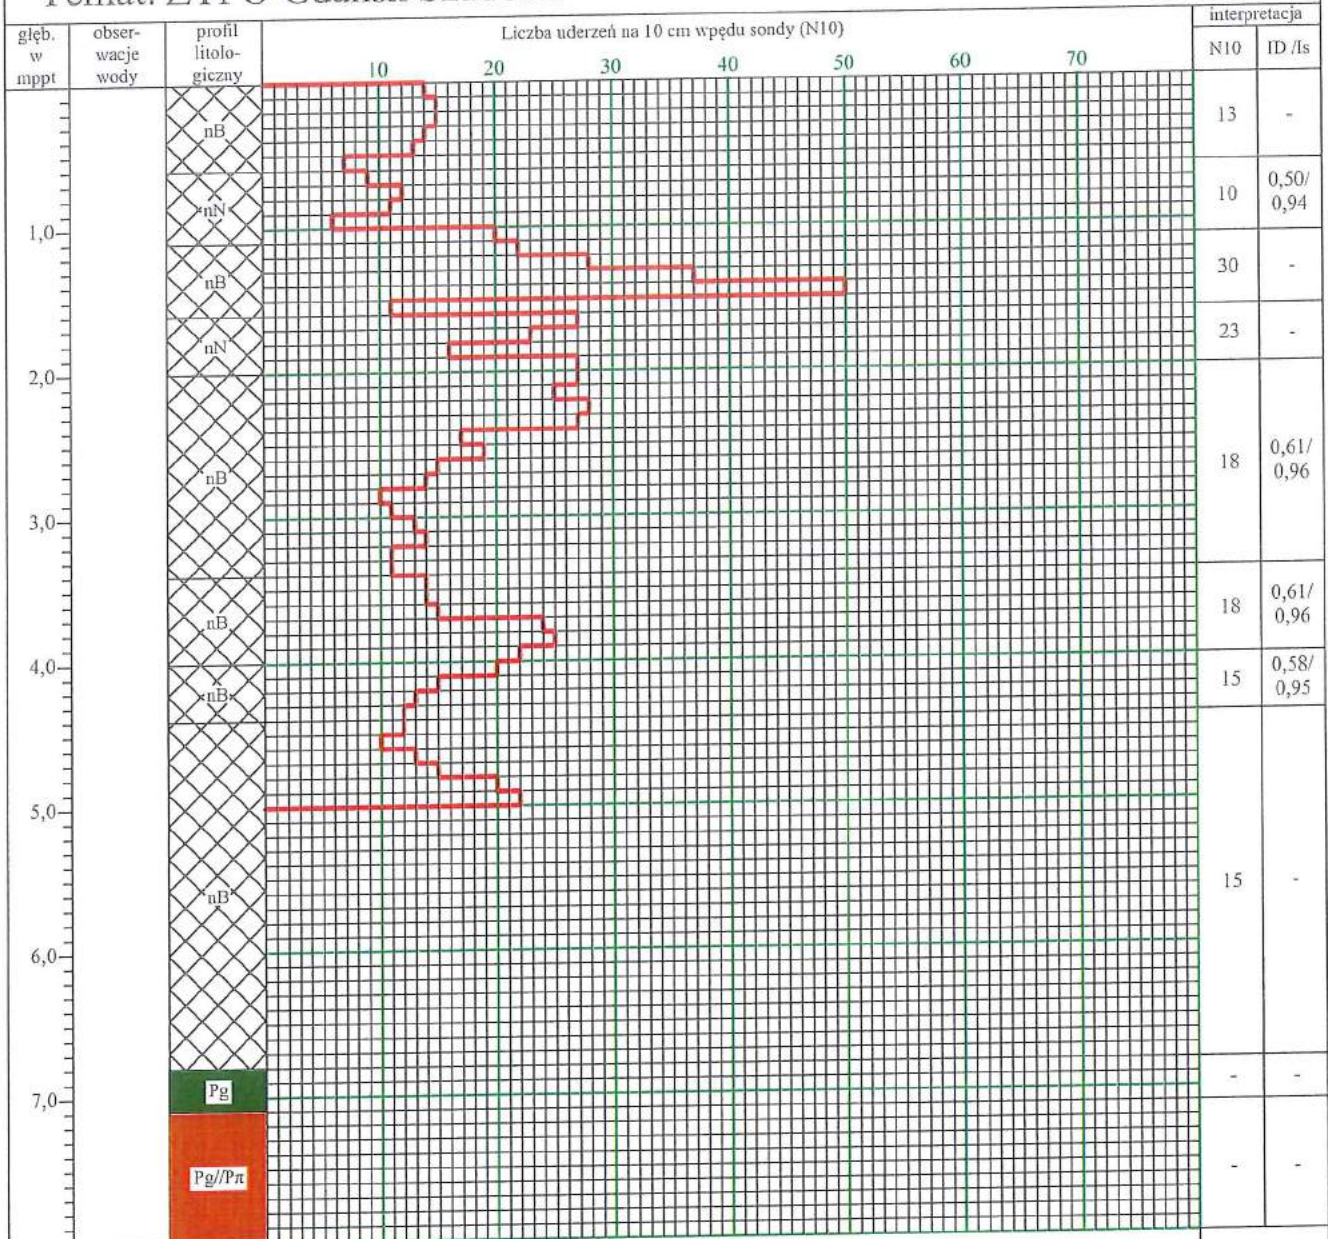 interpretacja
głęb.
w
mppt
obser-
wacje
wody
profil
litolo-
giczny
Liczba uderzeń na 10 cm wpędu sondy (N10)
N10
ID /Is
10 20 30 40 50 60 70
nB
13
-
nN
10
0,50/
0,94
1,0
nB
30
-
nN
23
-
2,0
nB
18
0,61/
0,96
3,0
nB
18
0,61/
0,96
4,0
nB
15
0,58/
0,95
5,0
nB
15
-
6,0
Pg
-
-
7,0
Pg//Pπ
-
-